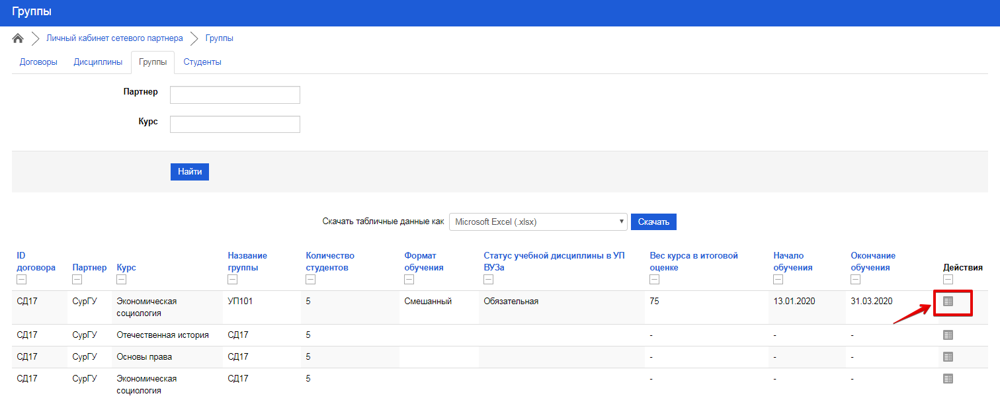 Группы
Личный кабинет сетевого партнера Группы
Договоры Дисциплины Группы Студенты
Партнер
Курс
Найти
Скачать табличные данные как Microsoft Excel (.xlsx) Скачать
ID договора Партнер Курс Название группы Количество студентов Формат обучения Статус учебной дисциплины в УП ВУЗа Вес курса в итоговой оценке Начало обучения Окончание обучения Действия
СД17 СурГУ Экономическая социология УП101 5 Смешанный Обязательная 75 13.01.2020 31.03.2020
СД17 СурГУ Отечественная история СД17 5 - - -
СД17 СурГУ Основы права СД17 5 - - -
СД17 СурГУ Экономическая социология СД17 5 - - -